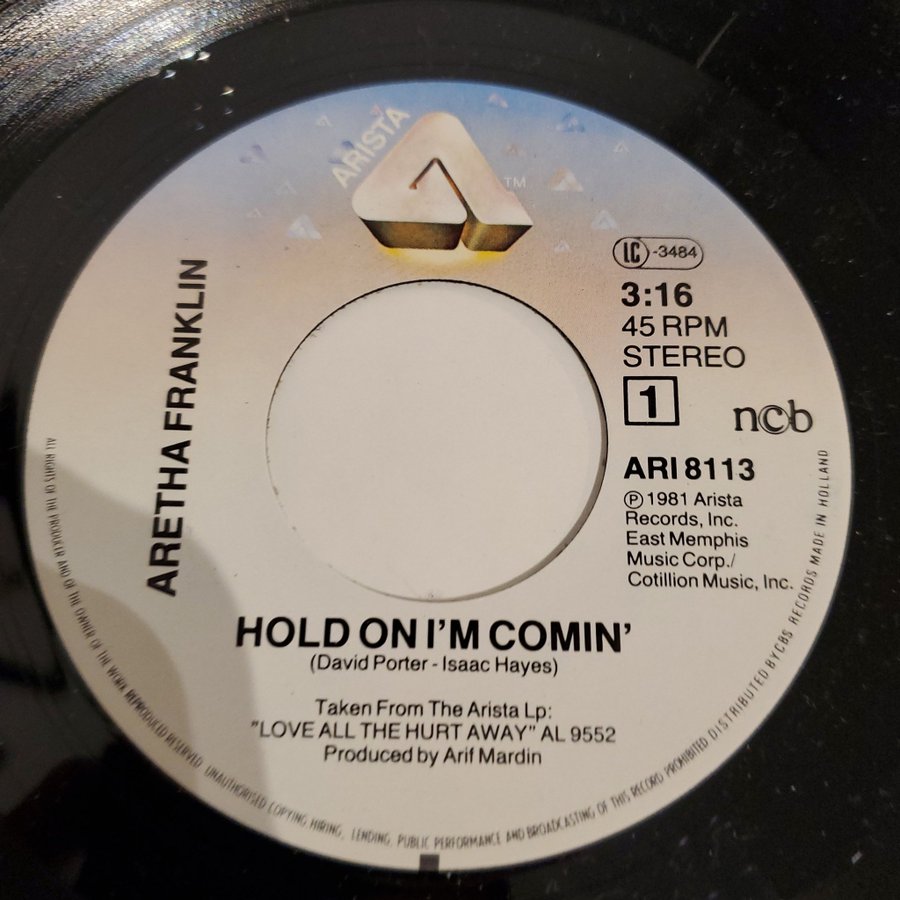 ARISTA
TM
LC -3484
3:16
45 RPM
STEREO
1
ncb
ARI 8113
℗ 1981 Arista
Records, Inc.
East Memphis
Music Corp./
Cotillion Music, Inc.
ARETHA FRANKLIN
HOLD ON I'M COMIN'
(David Porter - Isaac Hayes)
Taken From The Arista Lp:
"LOVE ALL THE HURT AWAY" AL 9552
Produced by Arif Mardin
ALL RIGHTS OF THE PRODUCER AND OF THE OWNER OF THE WORK REPRODUCED RESERVED. UNAUTHORISED COPYING, HIRING, LENDING, PUBLIC PERFORMANCE AND BROADCASTING OF THIS RECORD PROHIBITED. DISTRIBUTED BY CBS RECORDS MADE IN HOLLAND